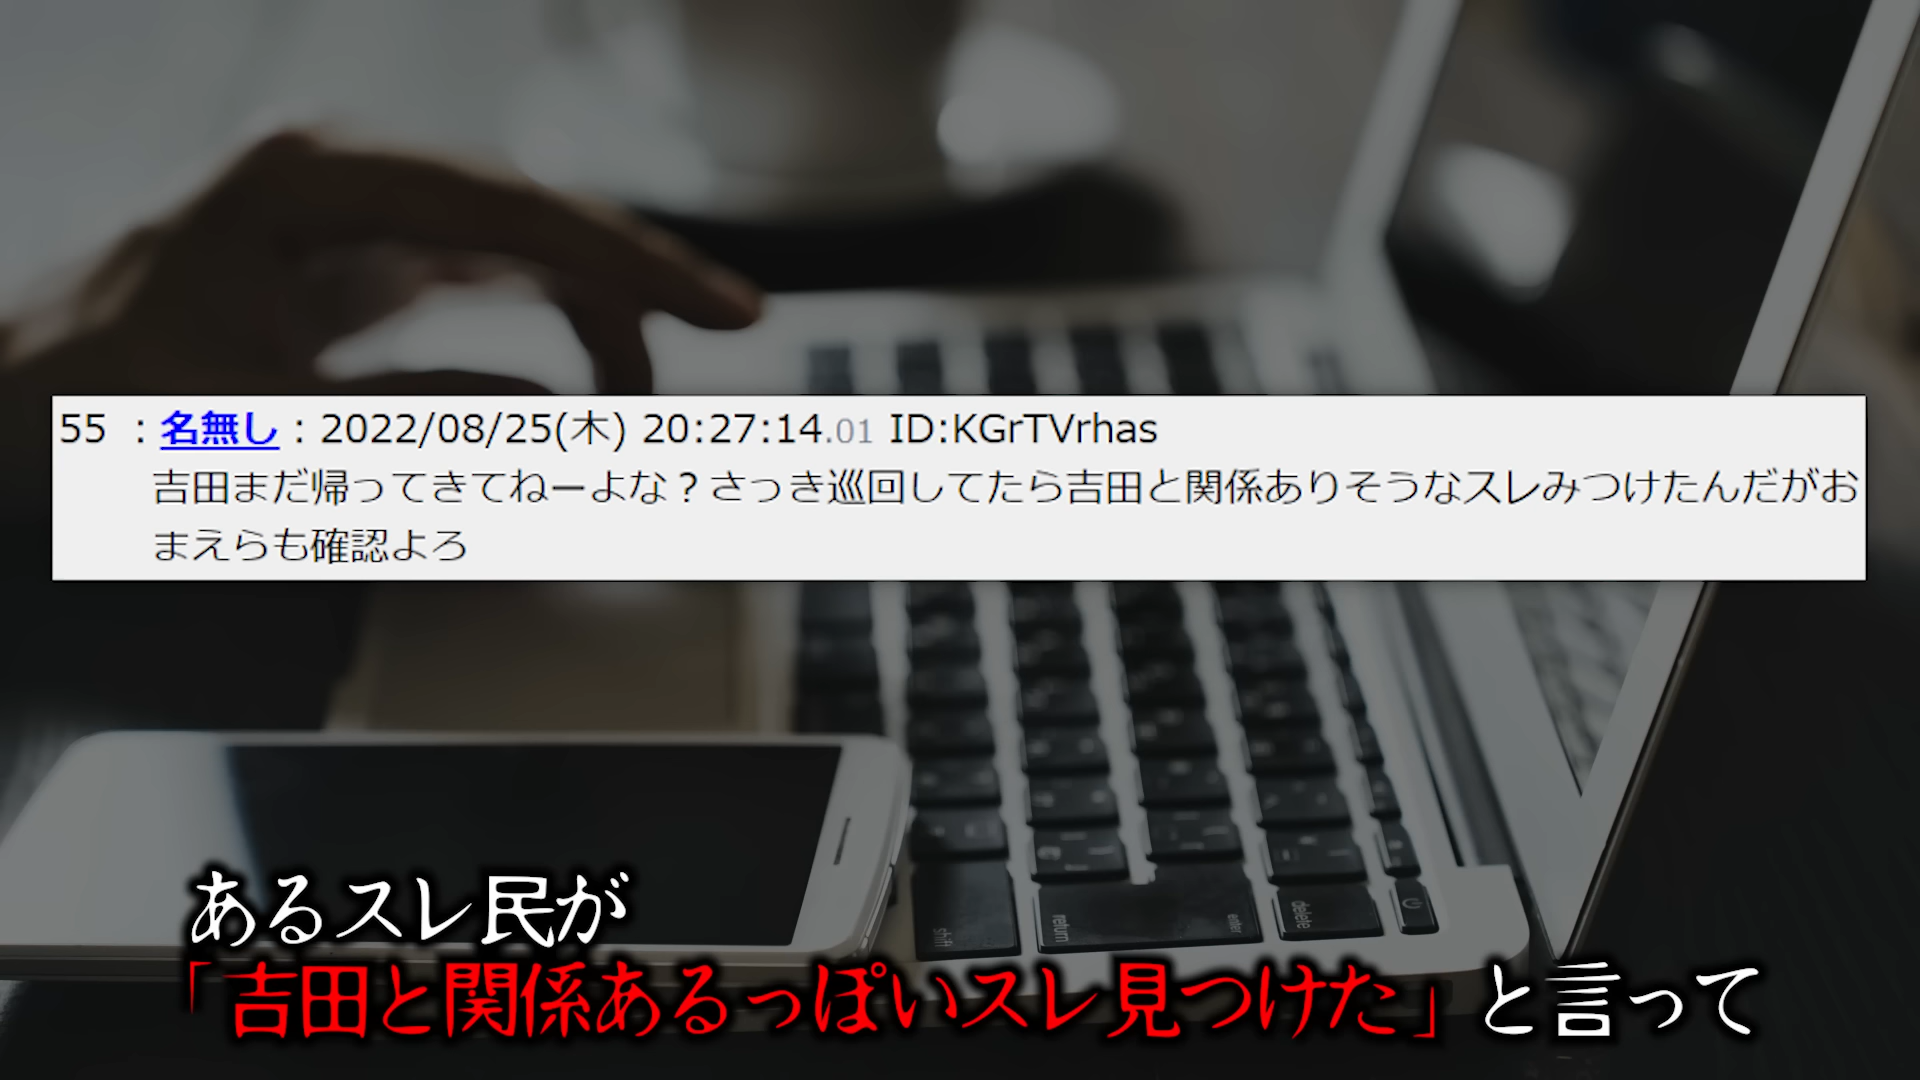 55 ：名無し：2022/08/25(木) 20:27:14.01 ID:KGrTVrhas
吉田まだ帰ってきてねーよな？さっき巡回してたら吉田と関係ありそうなスレみつけたんだがお
まえらも確認よろ
shift
return
enter
delete
あるスレ民が
「吉田と関係あるっぽいスレ見つけた」と言って